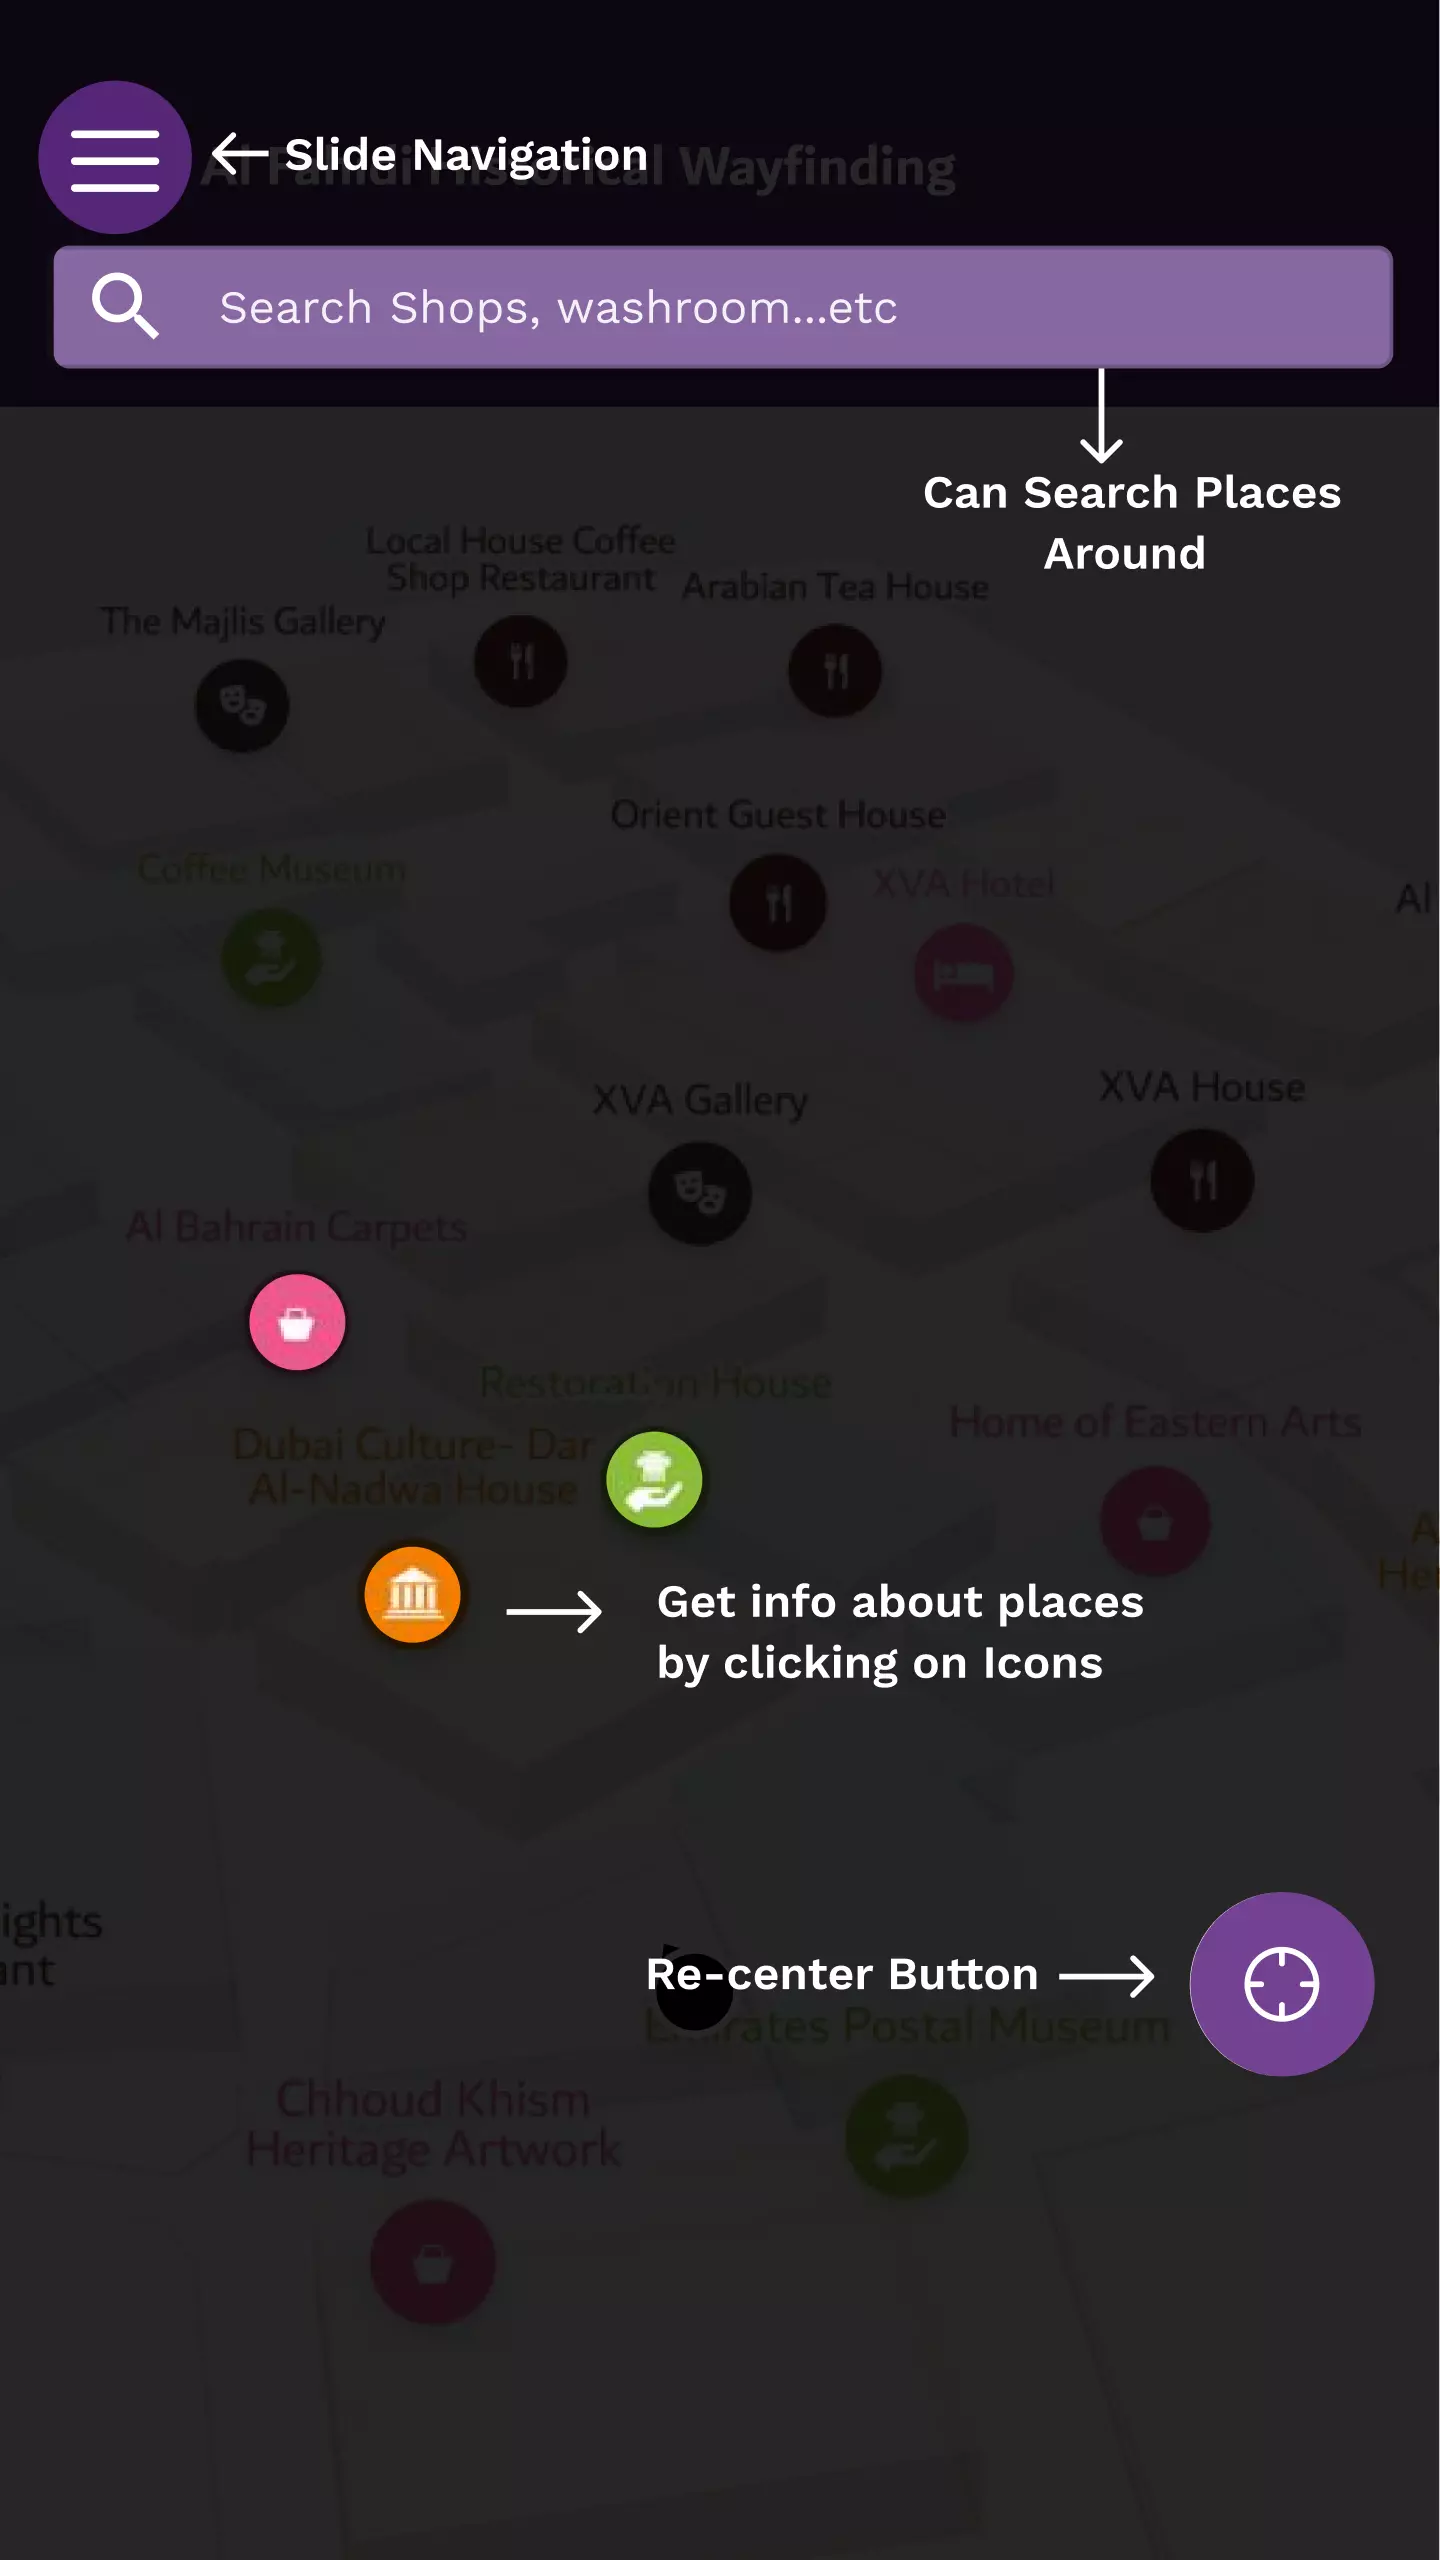 Slide Navigation
Al Fahidi Historical Wayfinding
Search Shops, washroom...etc
Can Search Places
Around
Local House Coffee
Shop Restaurant
Arabian Tea House
The Majlis Gallery
Orient Guest House
Coffee Museum
XVA Hotel
Al
XVA Gallery
XVA House
Al Bahrain Carpets
Restoration House
Dubai Culture- Dar
Al-Nadwa House
Home of Eastern Arts
A
Her
Get info about places
by clicking on Icons
ights
ant
Re-center Button
Emirates Postal Museum
Chhoud Khism
Heritage Artwork